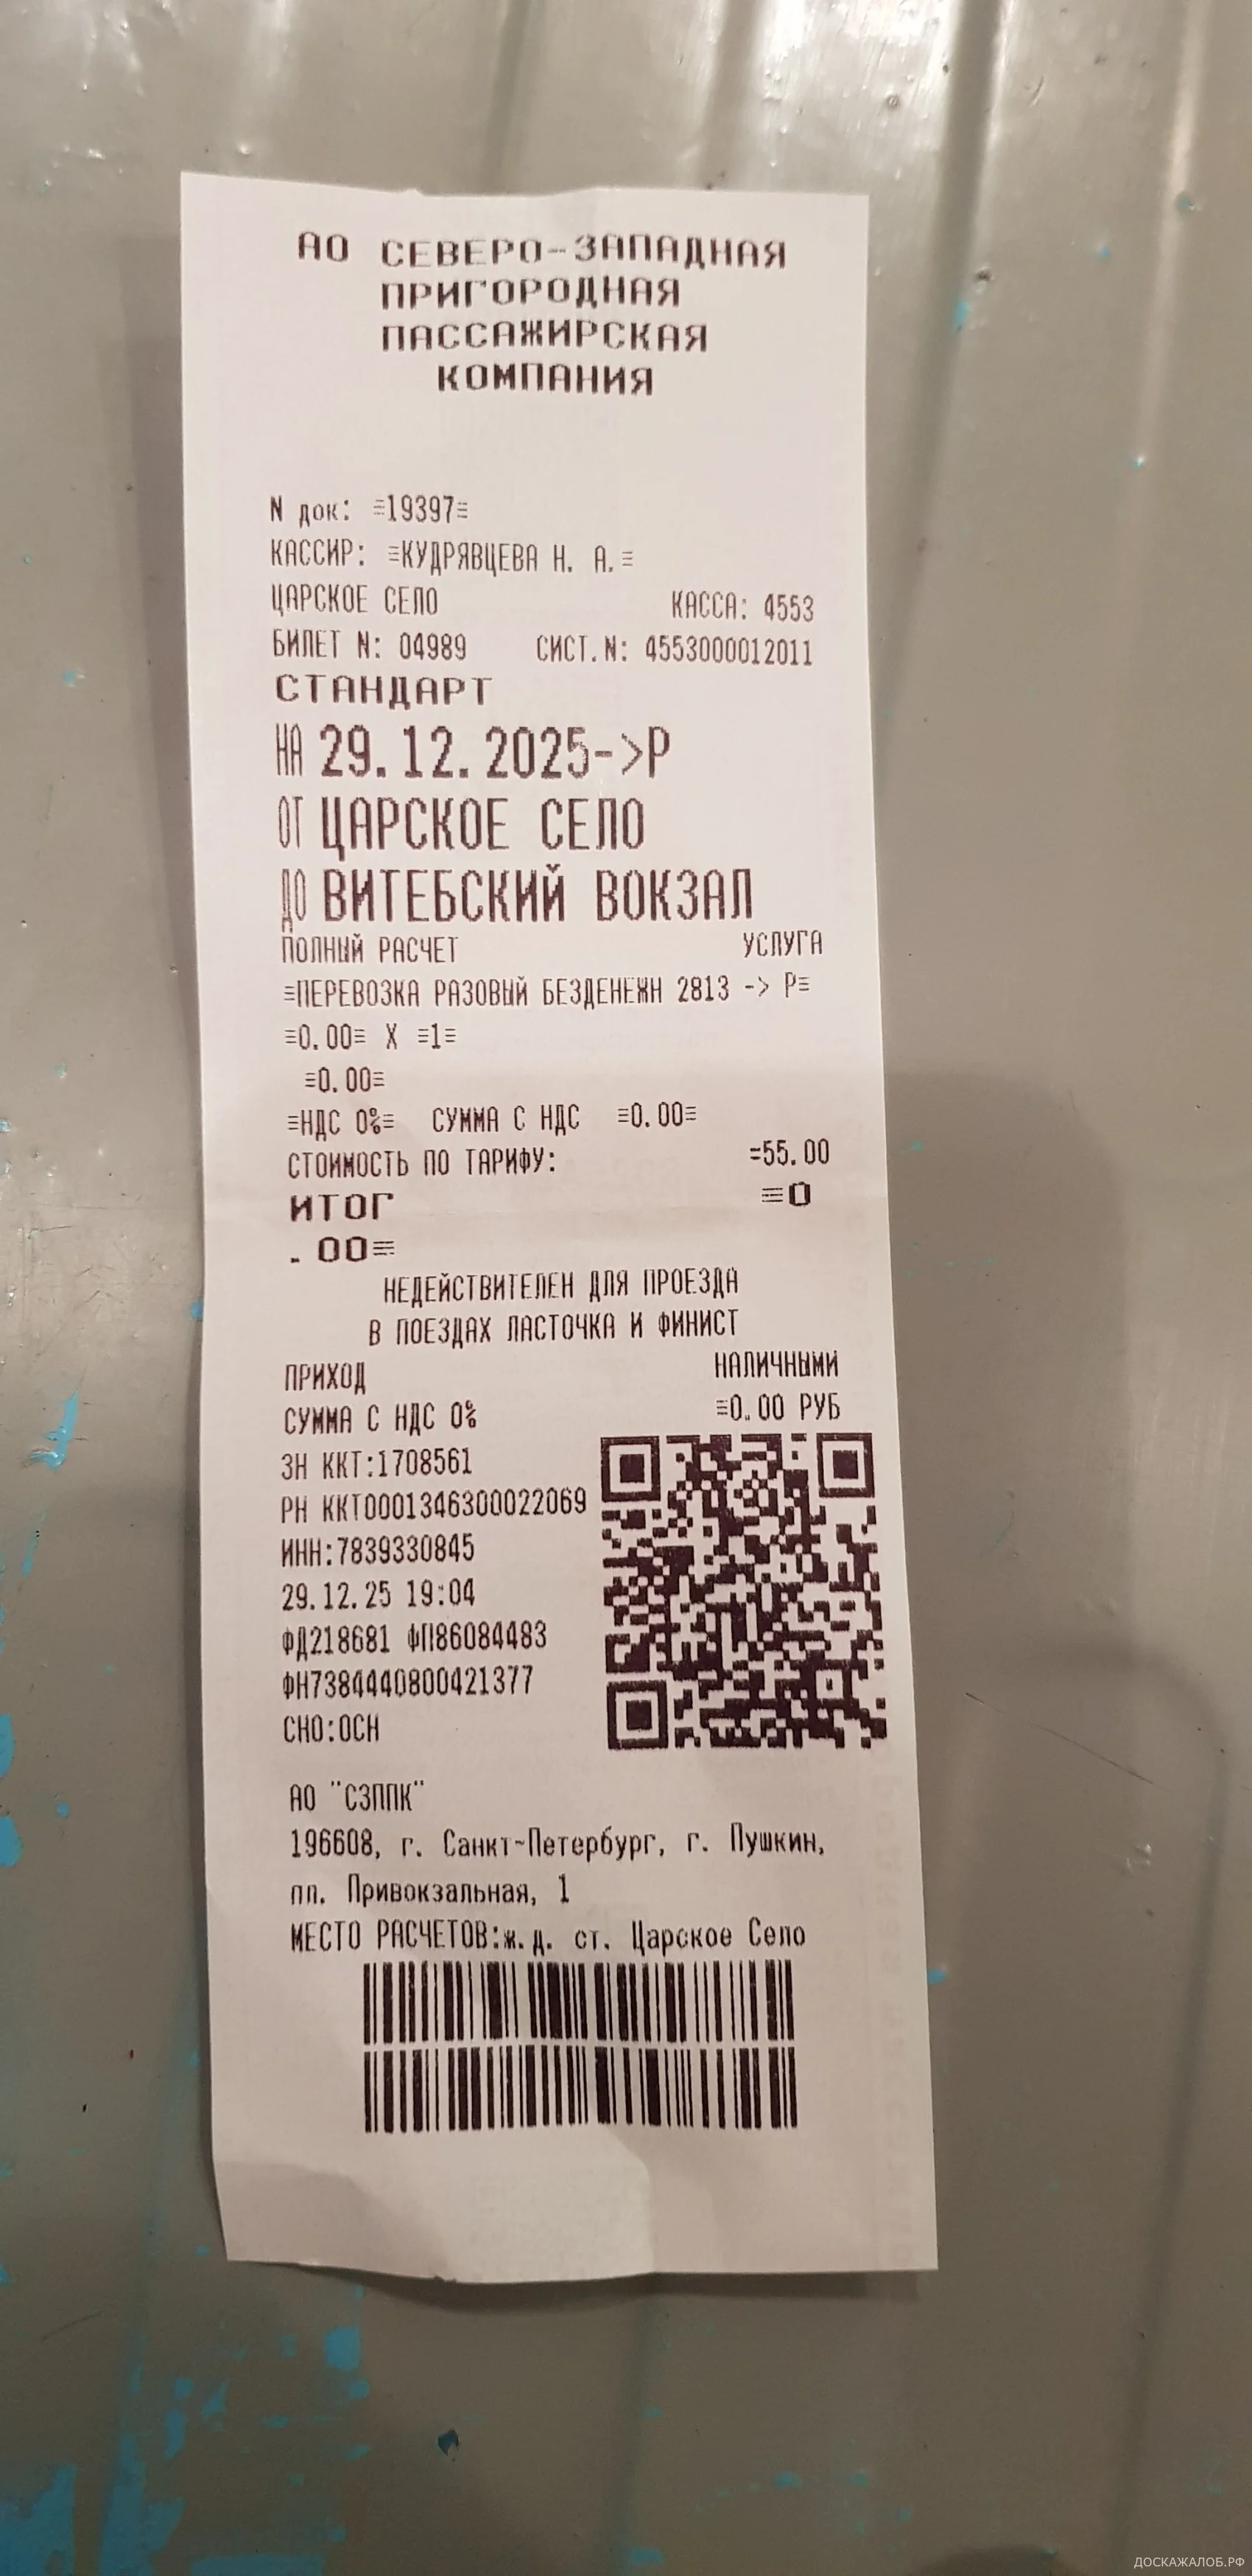 АО СЕВЕРО-ЗАПАДНАЯ
ПРИГОРОДНАЯ
ПАССАЖИРСКАЯ
КОМПАНИЯ
N док: ≡19397≡
КАССИР: ≡КУДРЯВЦЕВА Н. А.≡
ЦАРСКОЕ СЕЛО КАССА: 4553
БИЛЕТ N: 04989 СИСТ.N: 4553000012011
СТАНДАРТ
НА 29.12.2025->Р
ОТ ЦАРСКОЕ СЕЛО
ДО ВИТЕБСКИЙ ВОКЗАЛ
ПОЛНЫЙ РАСЧЕТ УСЛУГА
≡ПЕРЕВОЗКА РАЗОВЫЙ БЕЗДЕНЕЖН 2813 -> Р≡
≡0.00≡ X ≡1≡
≡0.00≡
≡НДС 0%≡ СУММА С НДС ≡0.00≡
СТОИМОСТЬ ПО ТАРИФУ: =55.00
ИТОГ ≡0
.00≡
НЕДЕЙСТВИТЕЛЕН ДЛЯ ПРОЕЗДА
В ПОЕЗДАХ ЛАСТОЧКА И ФИНИСТ
ПРИХОД НАЛИЧНЫМИ
СУММА С НДС 0% ≡0.00 РУБ
ЗН ККТ:1708561
РН ККТ0001346300022069
ИНН:7839330845
29.12.25 19:04
ФД218681 ФП86084483
ФН7384440800421377
СНО:ОСН
АО "СЗППК"
196608, г. Санкт-Петербург, г. Пушкин,
пл. Привокзальная, 1
МЕСТО РАСЧЕТОВ:ж.д. ст. Царское Село
ДОСКАЖАЛОБ.РФ